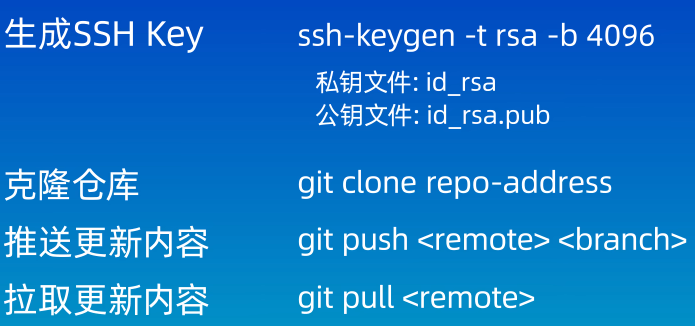 生成SSH Key ssh-keygen -t rsa -b 4096
私钥文件: id_rsa
公钥文件: id_rsa.pub
克隆仓库 git clone repo-address
推送更新内容 git push <remote> <branch>
拉取更新内容 git pull <remote>